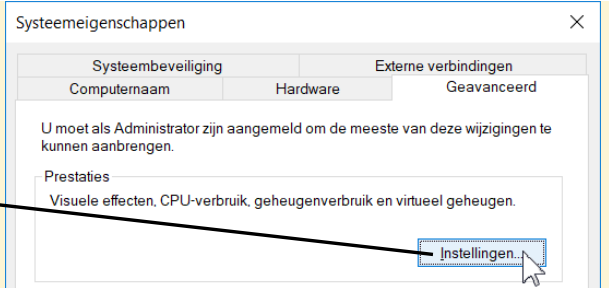 Systeemeigenschappen
Systeembeveiliging Externe verbindingen
Computernaam Hardware Geavanceerd
U moet als Administrator zijn aangemeld om de meeste van deze wijzigingen te
kunnen aanbrengen.
Prestaties
Visuele effecten, CPU-verbruik, geheugenverbruik en virtueel geheugen.
Instellingen...